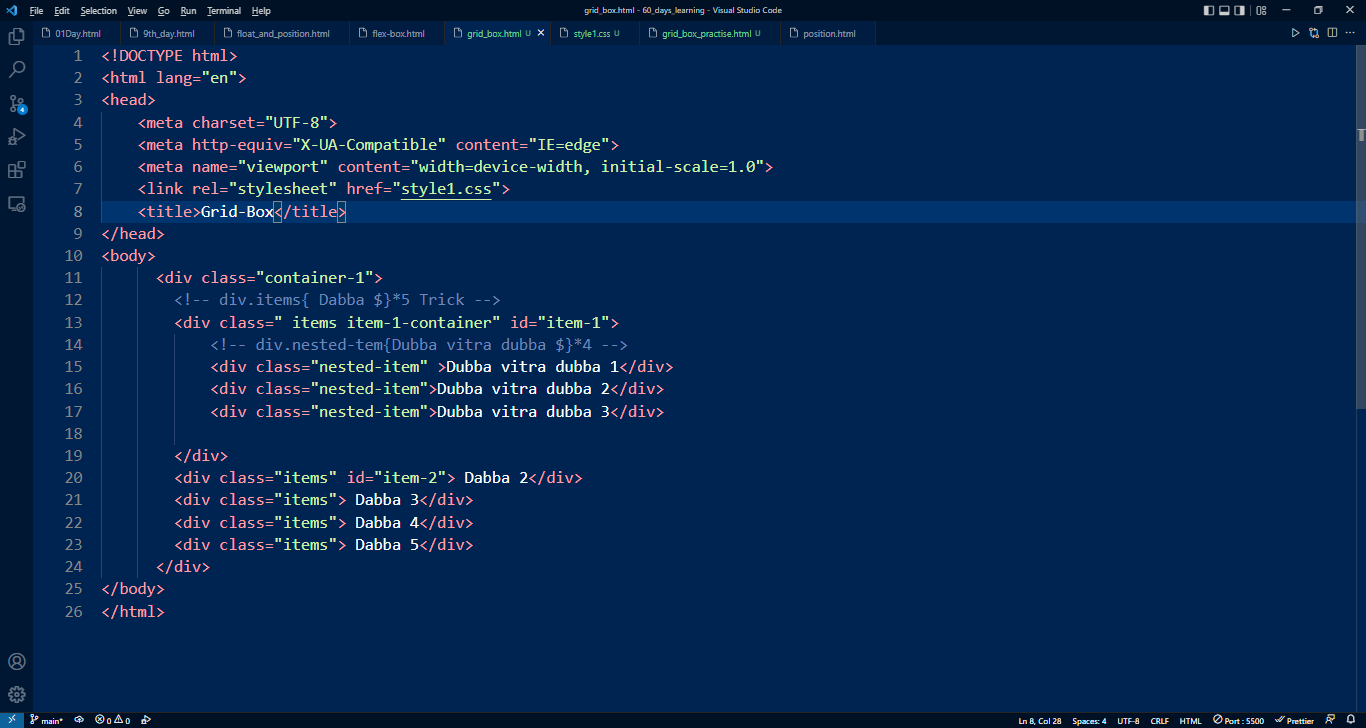 File Edit Selection View Go Run Terminal Help grid_box.html - 60_days_learning - Visual Studio Code
01Day.html 9th_day.html float_and_position.html flex-box.html grid_box.html U style1.css U grid_box_practise.html U position.html
1 <!DOCTYPE html>
2 <html lang="en">
3 <head>
4 <meta charset="UTF-8">
5 <meta http-equiv="X-UA-Compatible" content="IE=edge">
6 <meta name="viewport" content="width=device-width, initial-scale=1.0">
7 <link rel="stylesheet" href="style1.css">
8 <title>Grid-Box</title>
9 </head>
10 <body>
11 <div class="container-1">
12 <!-- div.items{ Dabba $}*5 Trick -->
13 <div class=" items item-1-container" id="item-1">
14 <!-- div.nested-tem{Dubba vitra dubba $}*4 -->
15 <div class="nested-item" >Dubba vitra dubba 1</div>
16 <div class="nested-item">Dubba vitra dubba 2</div>
17 <div class="nested-item">Dubba vitra dubba 3</div>
18
19 </div>
20 <div class="items" id="item-2"> Dabba 2</div>
21 <div class="items"> Dabba 3</div>
22 <div class="items"> Dabba 4</div>
23 <div class="items"> Dabba 5</div>
24 </div>
25 </body>
26 </html>
4
main* 0 0 Ln 8, Col 28 Spaces: 4 UTF-8 CRLF HTML Port : 5500 Prettier